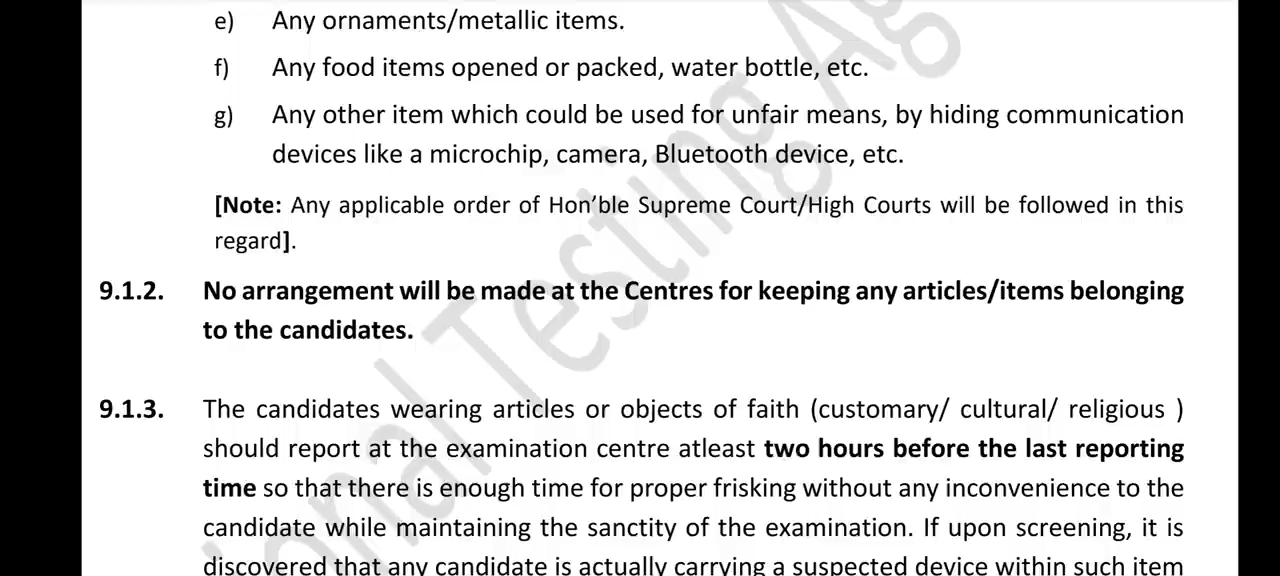 e) Any ornaments/metallic items.
f) Any food items opened or packed, water bottle, etc.
g) Any other item which could be used for unfair means, by hiding communication
devices like a microchip, camera, Bluetooth device, etc.
[Note: Any applicable order of Hon’ble Supreme Court/High Courts will be followed in this
regard].
9.1.2. No arrangement will be made at the Centres for keeping any articles/items belonging
to the candidates.
9.1.3. The candidates wearing articles or objects of faith (customary/ cultural/ religious )
should report at the examination centre atleast two hours before the last reporting
time so that there is enough time for proper frisking without any inconvenience to the
candidate while maintaining the sanctity of the examination. If upon screening, it is
discovered that any candidate is actually carrying a suspected device within such item
ional Testing Ag